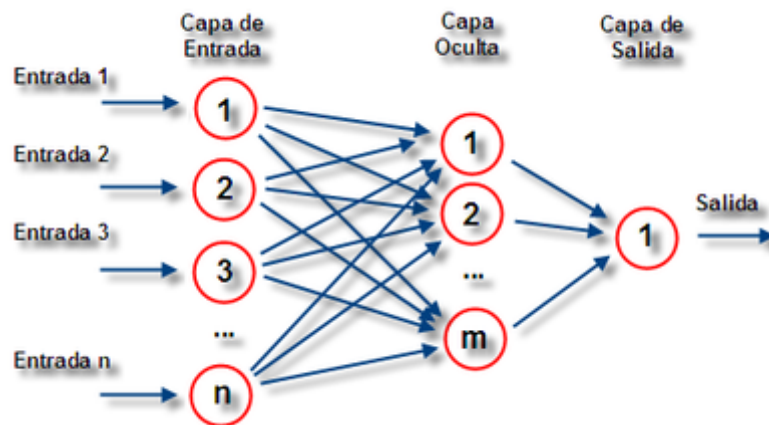 Capa de
Entrada
Capa
Oculta
Capa de
Salida
Entrada 1
1
Entrada 2
2
Entrada 3
3
...
Entrada n
n
1
2
...
m
1
Salida